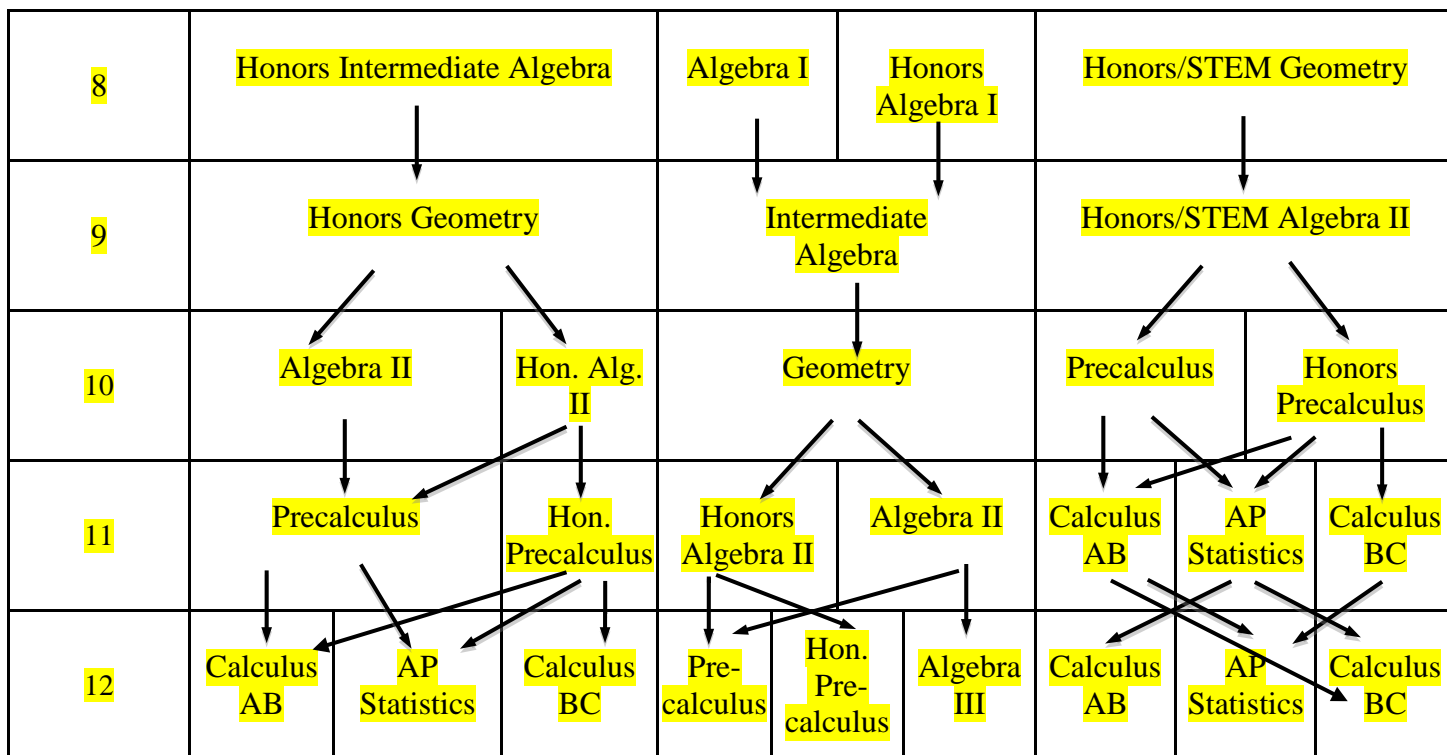 8
Honors Intermediate Algebra
Algebra I
Honors
Algebra I
Honors/STEM Geometry
9
Honors Geometry
Intermediate
Algebra
Honors/STEM Algebra II
10
Algebra II
Hon. Alg.
II
Geometry
Precalculus
Honors
Precalculus
11
Precalculus
Hon.
Precalculus
Honors
Algebra II
Algebra II
Calculus
AB
AP
Statistics
Calculus
BC
12
Calculus
AB
AP
Statistics
Calculus
BC
Pre-
calculus
Hon.
Pre-
calculus
Algebra
III
Calculus
AB
AP
Statistics
Calculus
BC